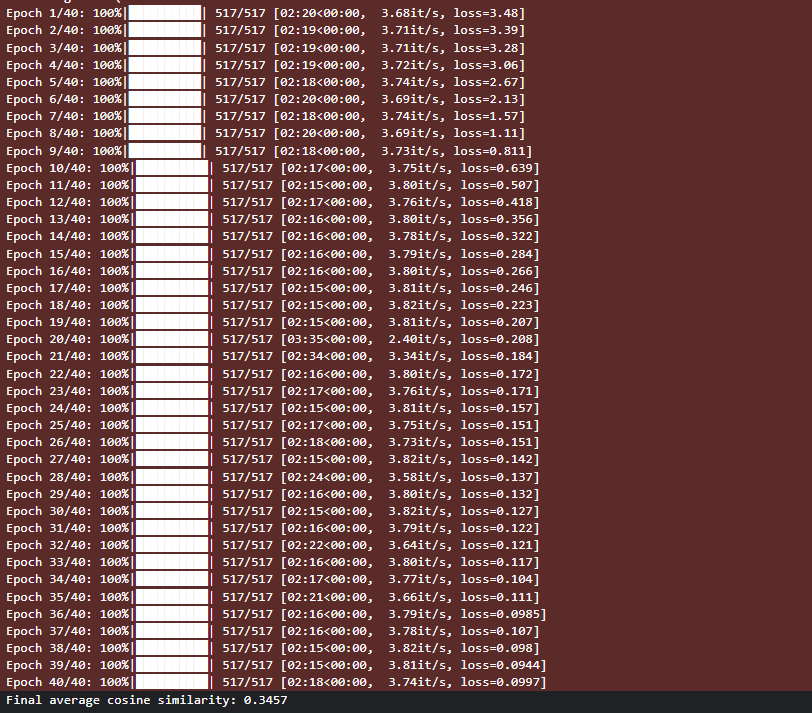 Epoch 1/40: 100%|██████████| 517/517 [02:20<00:00,  3.68it/s, loss=3.48]
Epoch 2/40: 100%|██████████| 517/517 [02:19<00:00,  3.71it/s, loss=3.39]
Epoch 3/40: 100%|██████████| 517/517 [02:19<00:00,  3.71it/s, loss=3.28]
Epoch 4/40: 100%|██████████| 517/517 [02:19<00:00,  3.72it/s, loss=3.06]
Epoch 5/40: 100%|██████████| 517/517 [02:18<00:00,  3.74it/s, loss=2.67]
Epoch 6/40: 100%|██████████| 517/517 [02:20<00:00,  3.69it/s, loss=2.13]
Epoch 7/40: 100%|██████████| 517/517 [02:18<00:00,  3.74it/s, loss=1.57]
Epoch 8/40: 100%|██████████| 517/517 [02:20<00:00,  3.69it/s, loss=1.11]
Epoch 9/40: 100%|██████████| 517/517 [02:18<00:00,  3.73it/s, loss=0.811]
Epoch 10/40: 100%|██████████| 517/517 [02:17<00:00,  3.75it/s, loss=0.639]
Epoch 11/40: 100%|██████████| 517/517 [02:15<00:00,  3.80it/s, loss=0.507]
Epoch 12/40: 100%|██████████| 517/517 [02:17<00:00,  3.76it/s, loss=0.418]
Epoch 13/40: 100%|██████████| 517/517 [02:16<00:00,  3.80it/s, loss=0.356]
Epoch 14/40: 100%|██████████| 517/517 [02:16<00:00,  3.78it/s, loss=0.322]
Epoch 15/40: 100%|██████████| 517/517 [02:16<00:00,  3.79it/s, loss=0.284]
Epoch 16/40: 100%|██████████| 517/517 [02:16<00:00,  3.80it/s, loss=0.266]
Epoch 17/40: 100%|██████████| 517/517 [02:15<00:00,  3.81it/s, loss=0.246]
Epoch 18/40: 100%|██████████| 517/517 [02:15<00:00,  3.82it/s, loss=0.223]
Epoch 19/40: 100%|██████████| 517/517 [02:15<00:00,  3.81it/s, loss=0.207]
Epoch 20/40: 100%|██████████| 517/517 [03:35<00:00,  2.40it/s, loss=0.208]
Epoch 21/40: 100%|██████████| 517/517 [02:34<00:00,  3.34it/s, loss=0.184]
Epoch 22/40: 100%|██████████| 517/517 [02:16<00:00,  3.80it/s, loss=0.172]
Epoch 23/40: 100%|██████████| 517/517 [02:17<00:00,  3.76it/s, loss=0.171]
Epoch 24/40: 100%|██████████| 517/517 [02:15<00:00,  3.81it/s, loss=0.157]
Epoch 25/40: 100%|██████████| 517/517 [02:17<00:00,  3.75it/s, loss=0.151]
Epoch 26/40: 100%|██████████| 517/517 [02:18<00:00,  3.73it/s, loss=0.151]
Epoch 27/40: 100%|██████████| 517/517 [02:15<00:00,  3.82it/s, loss=0.142]
Epoch 28/40: 100%|██████████| 517/517 [02:24<00:00,  3.58it/s, loss=0.137]
Epoch 29/40: 100%|██████████| 517/517 [02:16<00:00,  3.80it/s, loss=0.132]
Epoch 30/40: 100%|██████████| 517/517 [02:15<00:00,  3.82it/s, loss=0.127]
Epoch 31/40: 100%|██████████| 517/517 [02:16<00:00,  3.79it/s, loss=0.122]
Epoch 32/40: 100%|██████████| 517/517 [02:22<00:00,  3.64it/s, loss=0.121]
Epoch 33/40: 100%|██████████| 517/517 [02:16<00:00,  3.80it/s, loss=0.117]
Epoch 34/40: 100%|██████████| 517/517 [02:17<00:00,  3.77it/s, loss=0.104]
Epoch 35/40: 100%|██████████| 517/517 [02:21<00:00,  3.66it/s, loss=0.111]
Epoch 36/40: 100%|██████████| 517/517 [02:16<00:00,  3.79it/s, loss=0.0985]
Epoch 37/40: 100%|██████████| 517/517 [02:16<00:00,  3.78it/s, loss=0.107]
Epoch 38/40: 100%|██████████| 517/517 [02:15<00:00,  3.82it/s, loss=0.098]
Epoch 39/40: 100%|██████████| 517/517 [02:15<00:00,  3.81it/s, loss=0.0944]
Epoch 40/40: 100%|██████████| 517/517 [02:18<00:00,  3.74it/s, loss=0.0997]
Final average cosine similarity: 0.3457